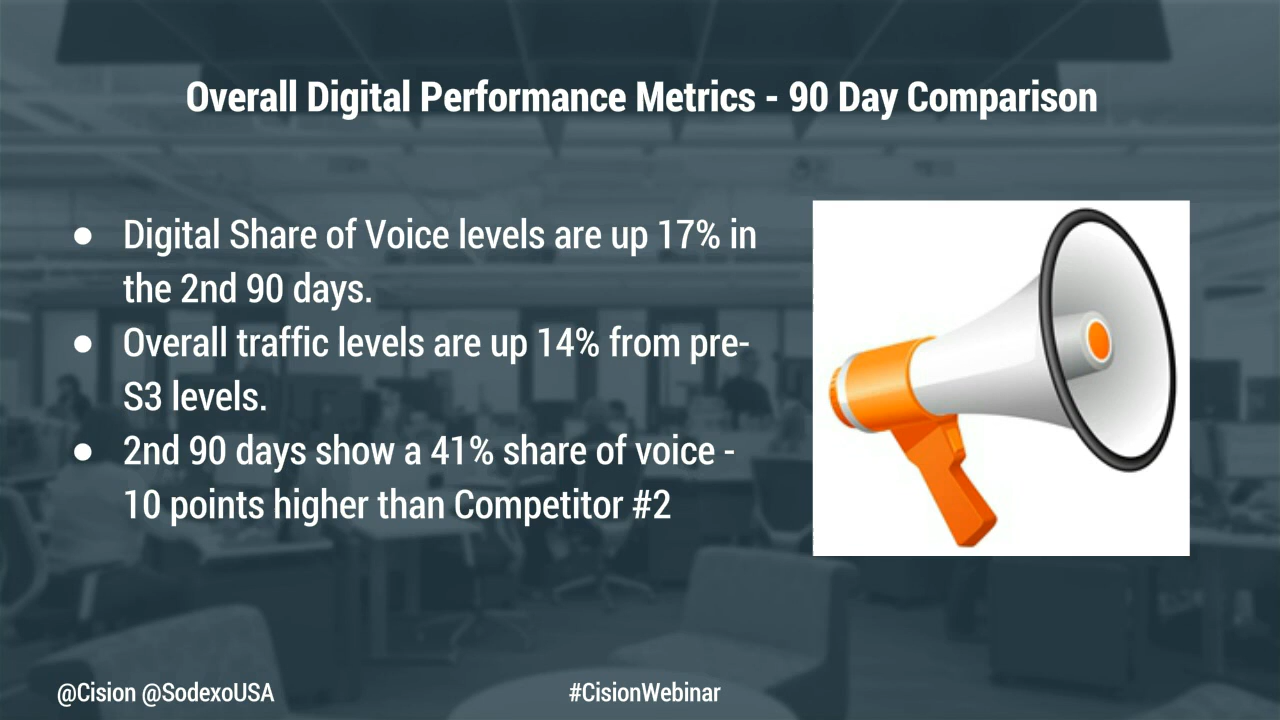 Overall Digital Performance Metrics - 90 Day Comparison
● Digital Share of Voice levels are up 17% in
the 2nd 90 days.
● Overall traffic levels are up 14% from pre-
S3 levels.
● 2nd 90 days show a 41% share of voice -
10 points higher than Competitor #2
@Cision @SodexoUSA
#CisionWebinar